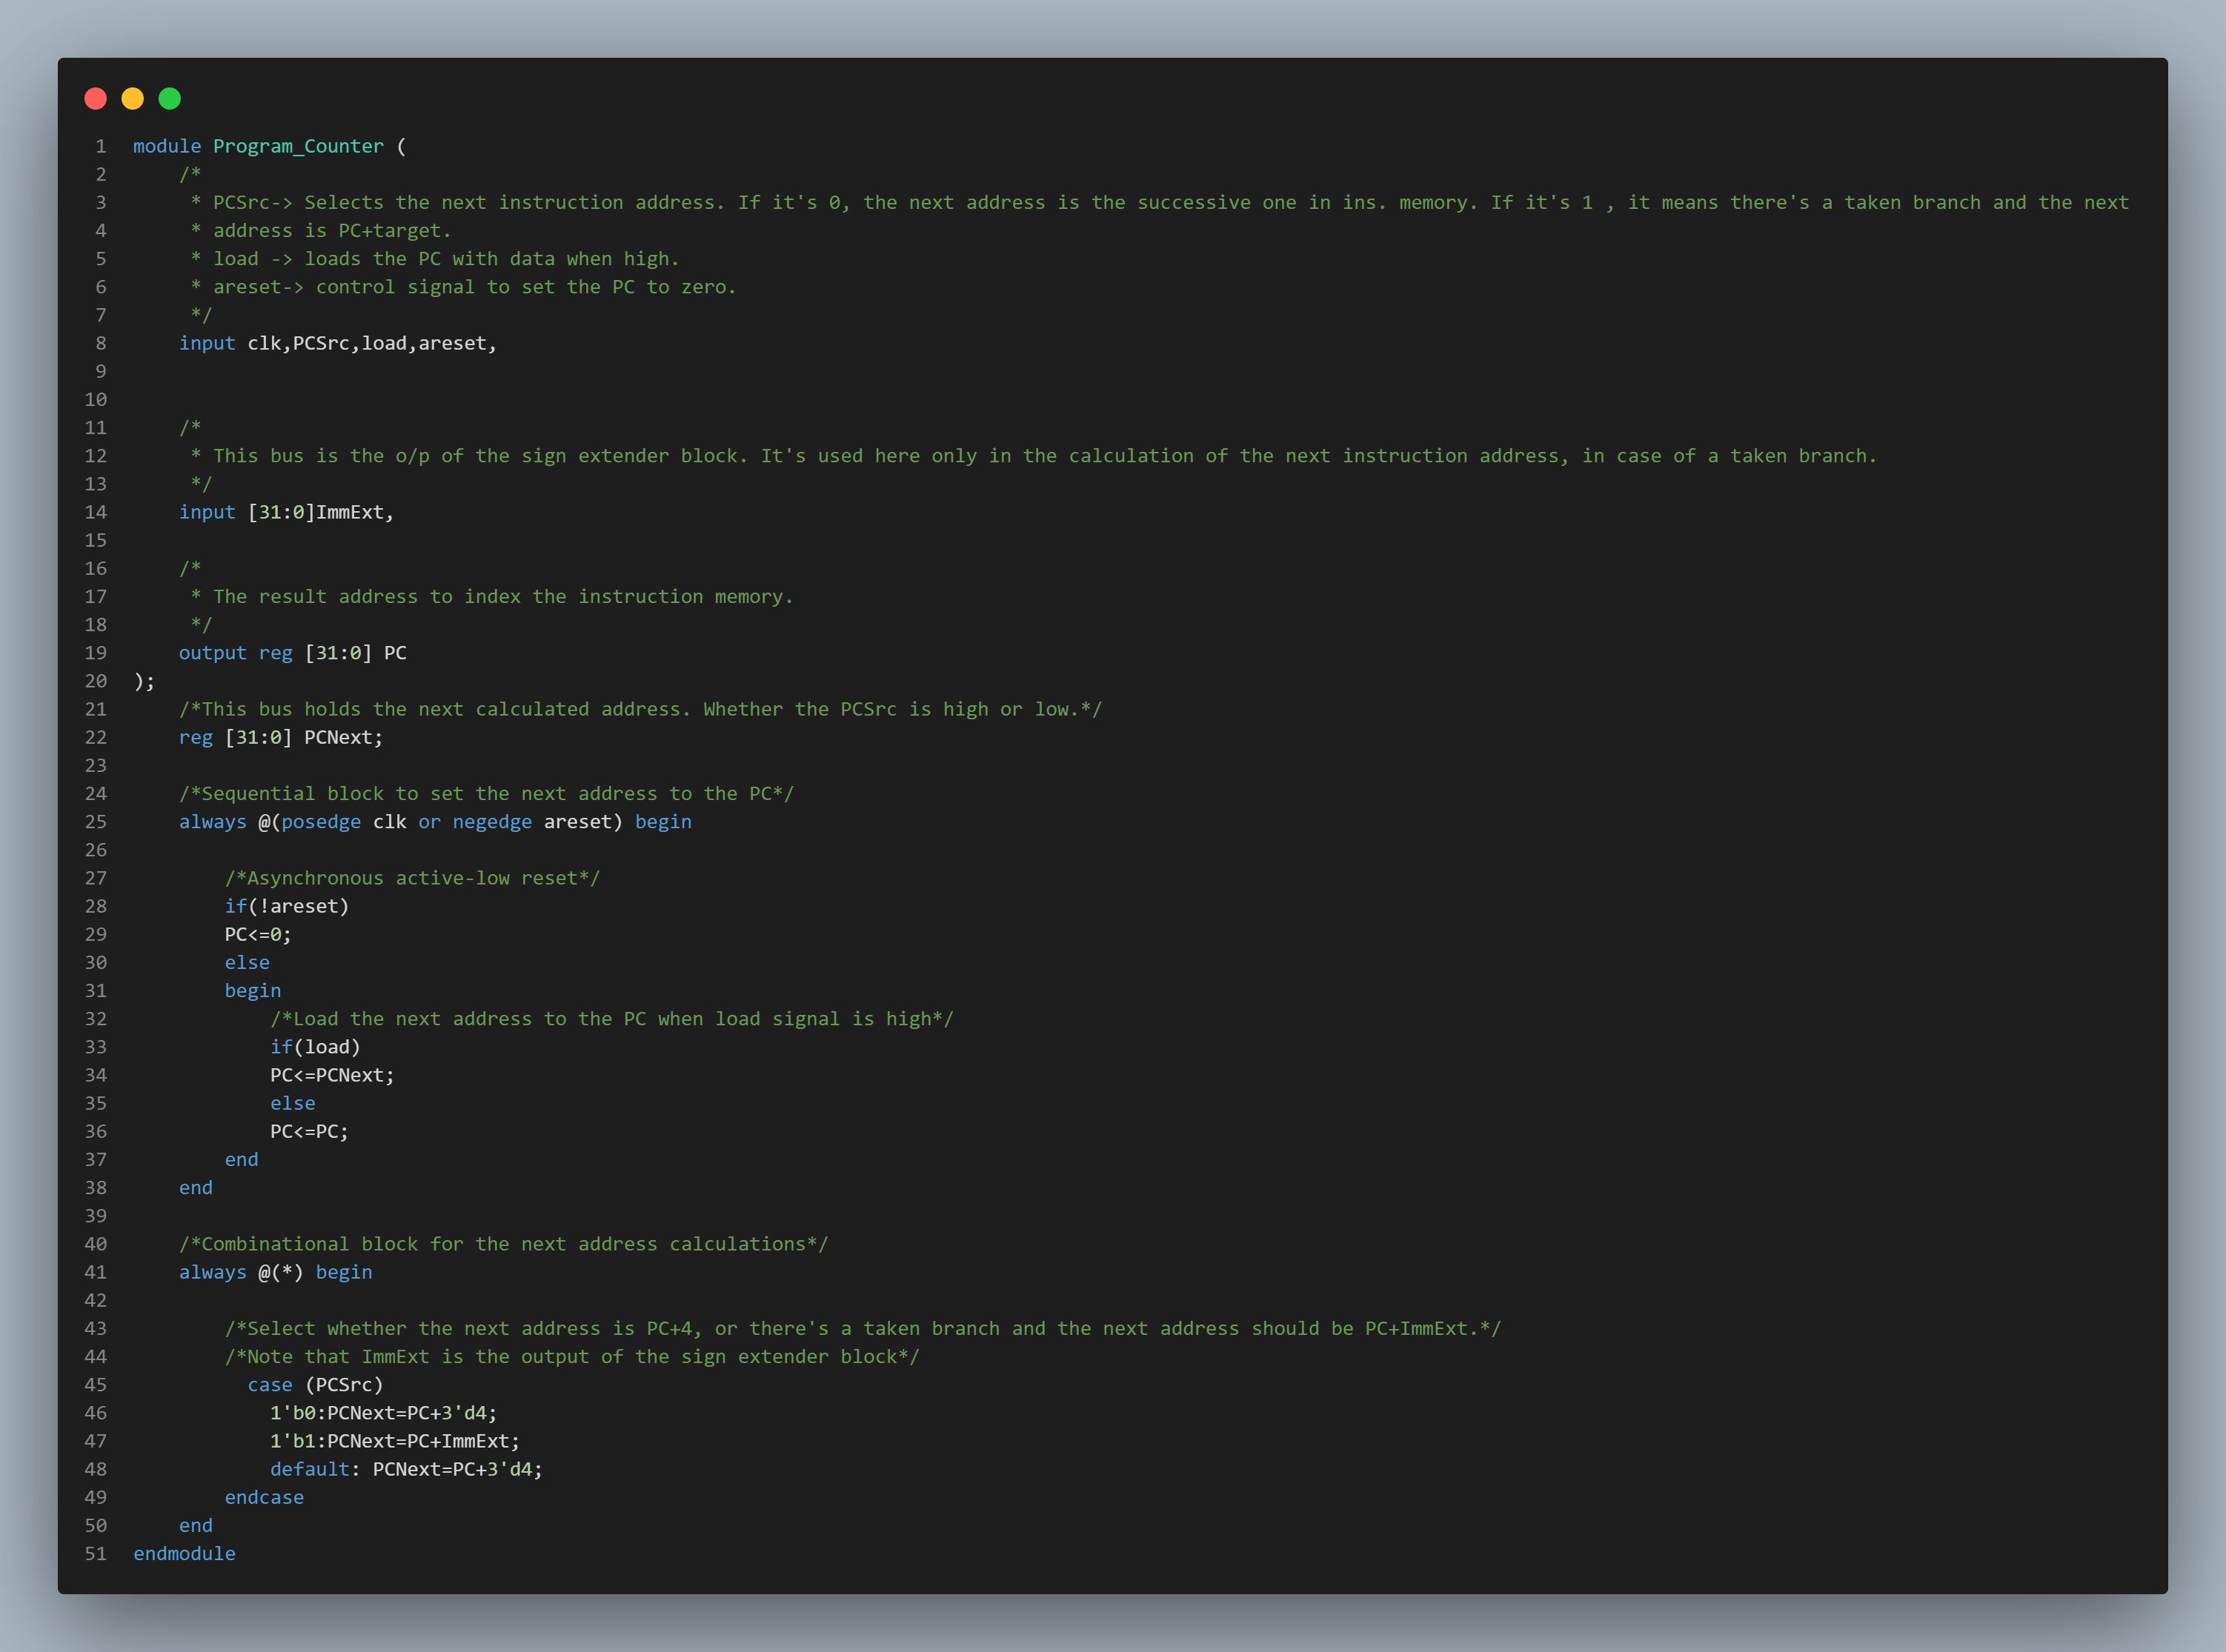 1 module Program_Counter (
2     /*
3      * PCSrc-> Selects the next instruction address. If it's 0, the next address is the successive one in ins. memory. If it's 1 , it means there's a taken branch and the next
4      * address is PC+target.
5      * load -> loads the PC with data when high.
6      * areset-> control signal to set the PC to zero.
7      */
8     input clk,PCSrc,load,areset,
9
10
11     /*
12      * This bus is the o/p of the sign extender block. It's used here only in the calculation of the next instruction address, in case of a taken branch.
13      */
14     input [31:0]ImmExt,
15
16     /*
17      * The result address to index the instruction memory.
18      */
19     output reg [31:0] PC
20 );
21     /*This bus holds the next calculated address. Whether the PCSrc is high or low.*/
22     reg [31:0] PCNext;
23
24     /*Sequential block to set the next address to the PC*/
25     always @(posedge clk or negedge areset) begin
26
27         /*Asynchronous active-low reset*/
28         if(!areset)
29         PC<=0;
30         else
31         begin
32             /*Load the next address to the PC when load signal is high*/
33             if(load)
34             PC<=PCNext;
35             else
36             PC<=PC;
37         end
38     end
39
40     /*Combinational block for the next address calculations*/
41     always @(*) begin
42
43         /*Select whether the next address is PC+4, or there's a taken branch and the next address should be PC+ImmExt.*/
44         /*Note that ImmExt is the output of the sign extender block*/
45           case (PCSrc)
46             1'b0:PCNext=PC+3'd4;
47             1'b1:PCNext=PC+ImmExt;
48             default: PCNext=PC+3'd4;
49         endcase
50     end
51 endmodule